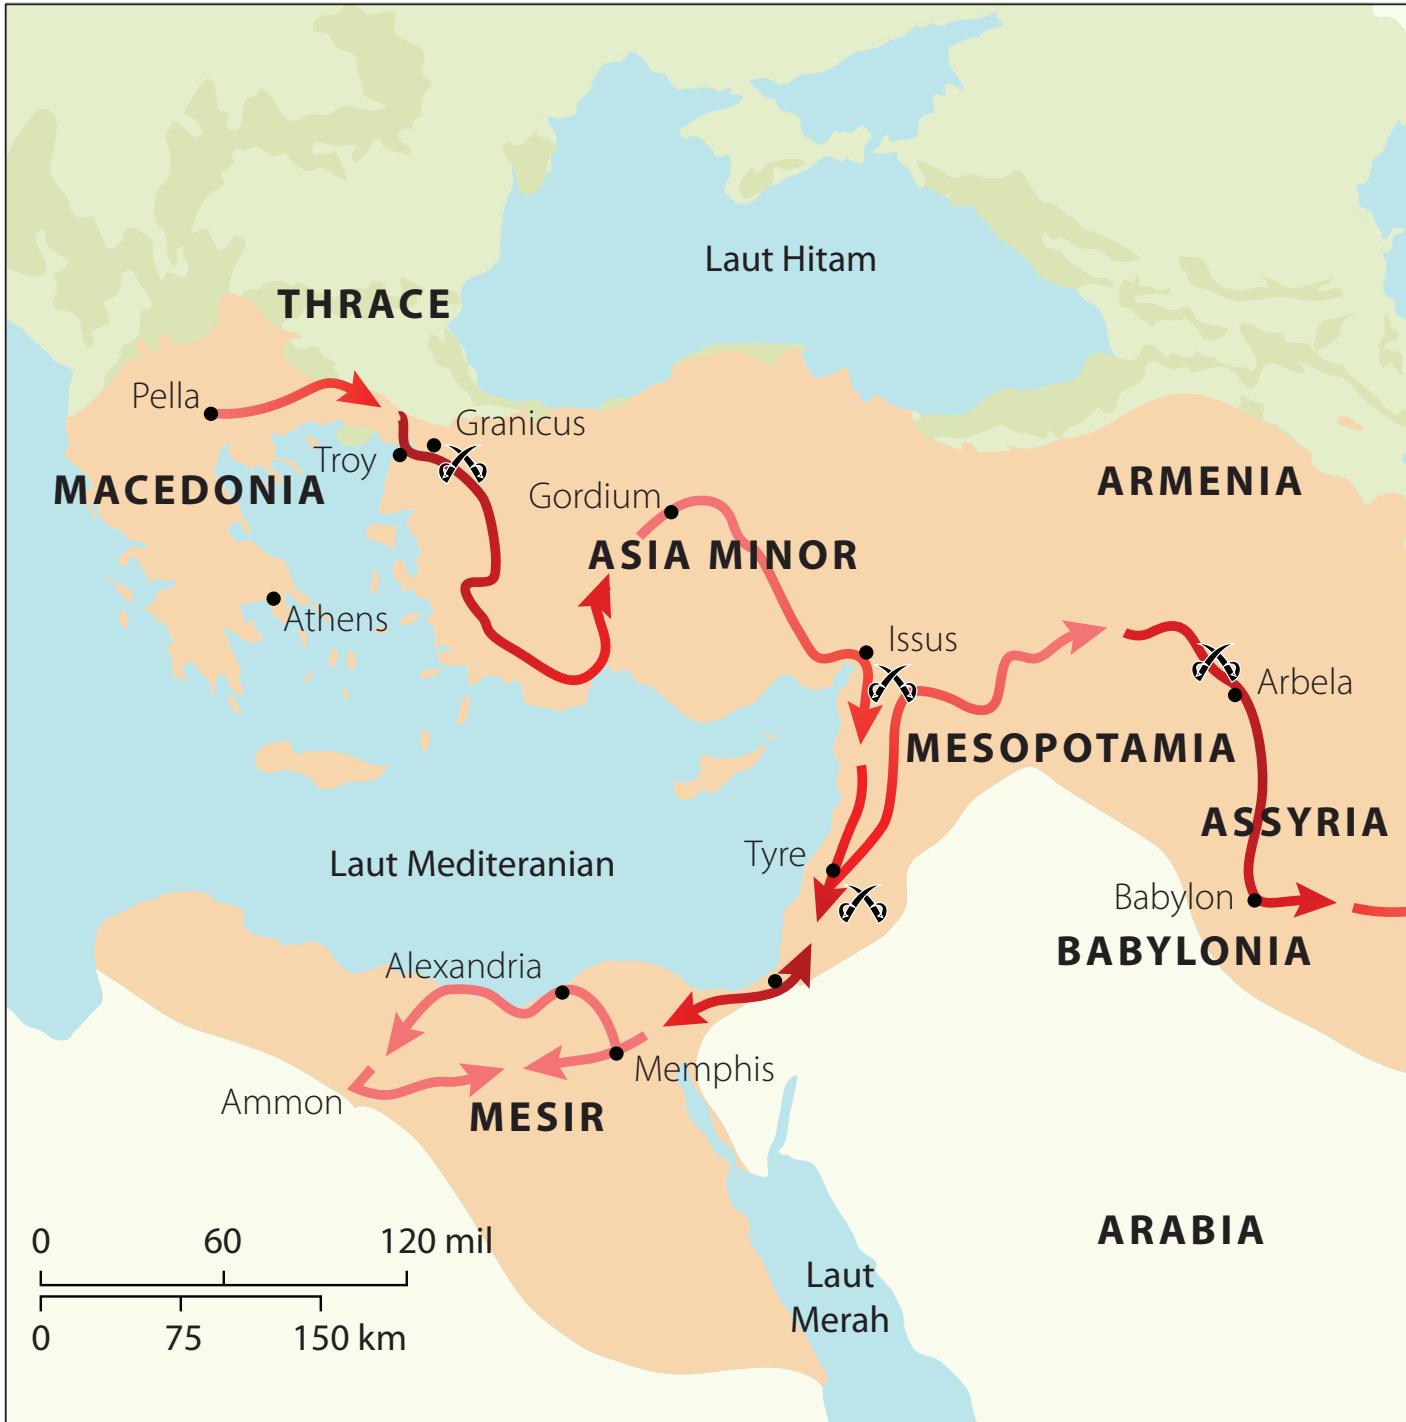 Laut Hitam
THRACE
Pella
Granicus
Troy
MACEDONIA
ARMENIA
Gordium
ASIA MINOR
Athens
Issus
Arbela
MESOPOTAMIA
ASSYRIA
Tyre
Laut Mediteranian
Babylon
BABYLONIA
Alexandria
Memphis
Ammon
MESIR
ARABIA
0 60 120 mil
0 75 150 km
Laut
Merah